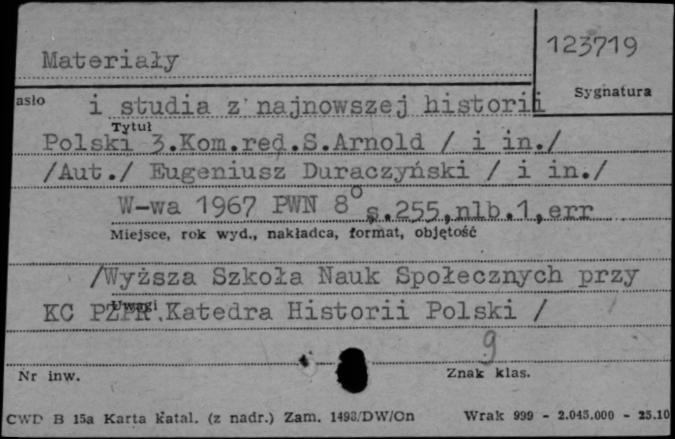 Materiały 123719
asło Sygnatura
i studia z najnowszej historii
Tytuł
Polski 3.Kom.red.S.Arnold / i in./
/Aut./ Eugeniusz Duraczyński / i in./
W-wa 1967 PWN 8° s.255,nlb.1,err
Miejsce, rok wyd., nakładca, format, objętość
/Wyższa Szkoła Nauk Społecznych przy
Uwagi
KC PZPR.Katedra Historii Polski /
9
Nr inw. Znak klas.
CWD B 15a Karta katal. (z nadr.) Zam. 1493/DW/On Wrak 999 - 2.045.000 - 25.10